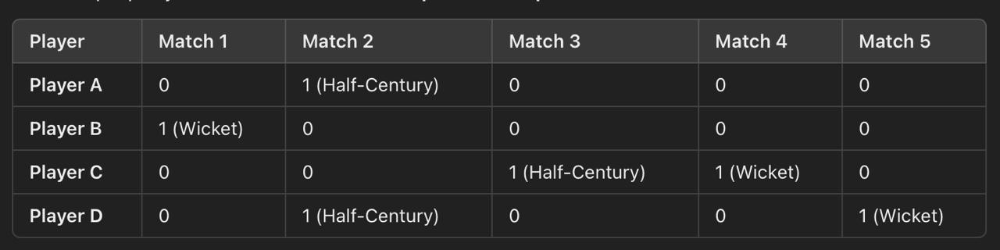 Player Match 1 Match 2 Match 3 Match 4 Match 5
Player A 0 1 (Half-Century) 0 0 0
Player B 1 (Wicket) 0 0 0 0
Player C 0 0 1 (Half-Century) 1 (Wicket) 0
Player D 0 1 (Half-Century) 0 0 1 (Wicket)